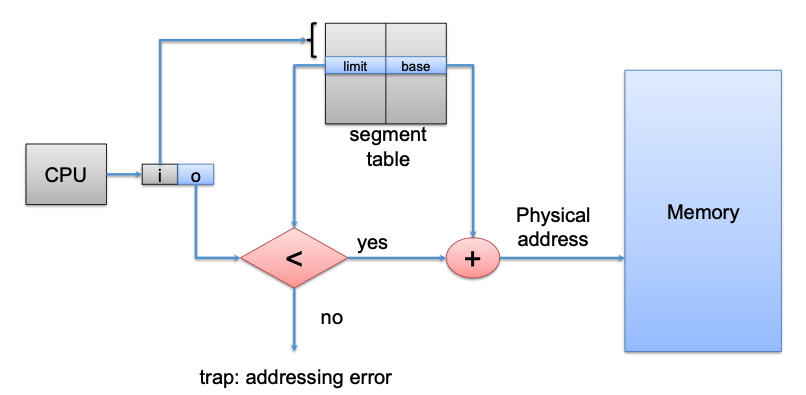 limit base
segment
table
CPU
i o
Physical
address
Memory
< yes
+
no
trap: addressing error